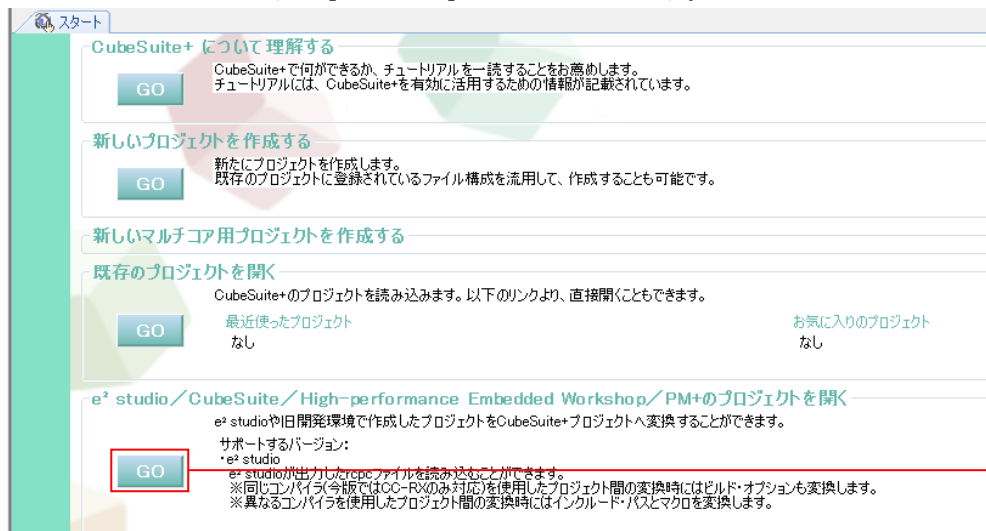 スタート
CubeSuite+ について理解する
GO
CubeSuite+で何ができるか、チュートリアルを一読することをお薦めします。
チュートリアルには、CubeSuite+を有効に活用するための情報が記載されています。
新しいプロジェクトを作成する
GO
新たにプロジェクトを作成します。
既存のプロジェクトに登録されているファイル構成を流用して、作成することも可能です。
新しいマルチコア用プロジェクトを作成する
既存のプロジェクトを開く
CubeSuite+のプロジェクトを読み込みます。以下のリンクより、直接開くこともできます。
GO
最近使ったプロジェクト
なし
お気に入りのプロジェクト
なし
e² studio／CubeSuite／High-performance Embedded Workshop／PM+のプロジェクトを開く
e² studioや旧開発環境で作成したプロジェクトをCubeSuite+プロジェクトへ変換することができます。
サポートするバージョン：
・e² studio
GO
e² studioが出力したrcpcファイルを読み込むことができます。
※同じコンパイラ(今版ではCC-RXのみ対応)を使用したプロジェクト間の変換時にはビルド・オプションも変換します。
※異なるコンパイラを使用したプロジェクト間の変換時にはインクルード・パスとマクロを変換します。